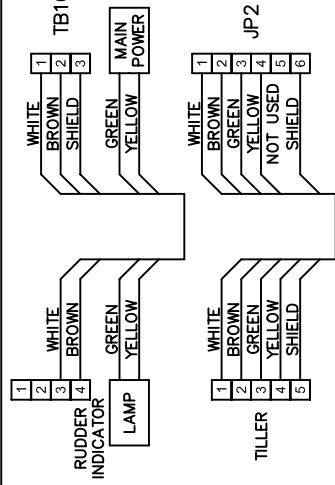 TB10
1
2
3
WHITE
BROWN
SHIELD
GREEN
YELLOW
MAIN
POWER
1
2
3
4
WHITE
BROWN
RUDDER
INDICATOR
GREEN
YELLOW
LAMP
JP2
1
2
3
4
5
6
WHITE
BROWN
GREEN
YELLOW
NOT USED
SHIELD
1
2
3
4
5
WHITE
BROWN
GREEN
YELLOW
SHIELD
TILLER